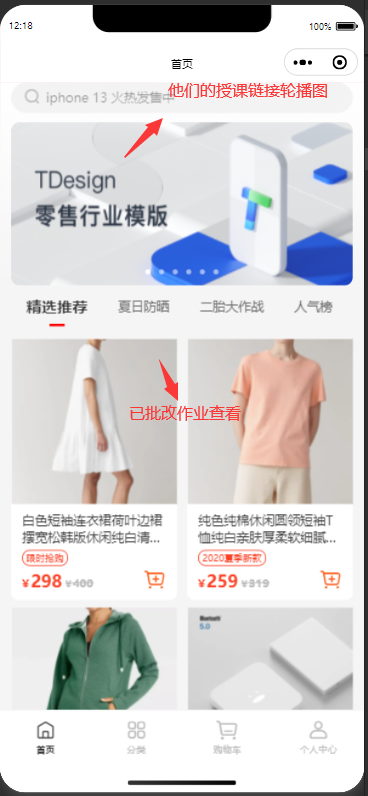 12:18
100%
首页
iphone 13 火热发售中
他们的授课链接轮播图
TDesign
零售行业模版
精选推荐
夏日防晒
二胎大作战
人气榜
已批改作业查看
白色短袖连衣裙荷叶边裙
摆宽松韩版休闲纯白清...
限时抢购
¥298 ¥400
纯色纯棉休闲圆领短袖T
恤纯白亲肤厚柔软细腻...
2020夏季新款
¥259 ¥319
5.0
首页
分类
购物车
个人中心